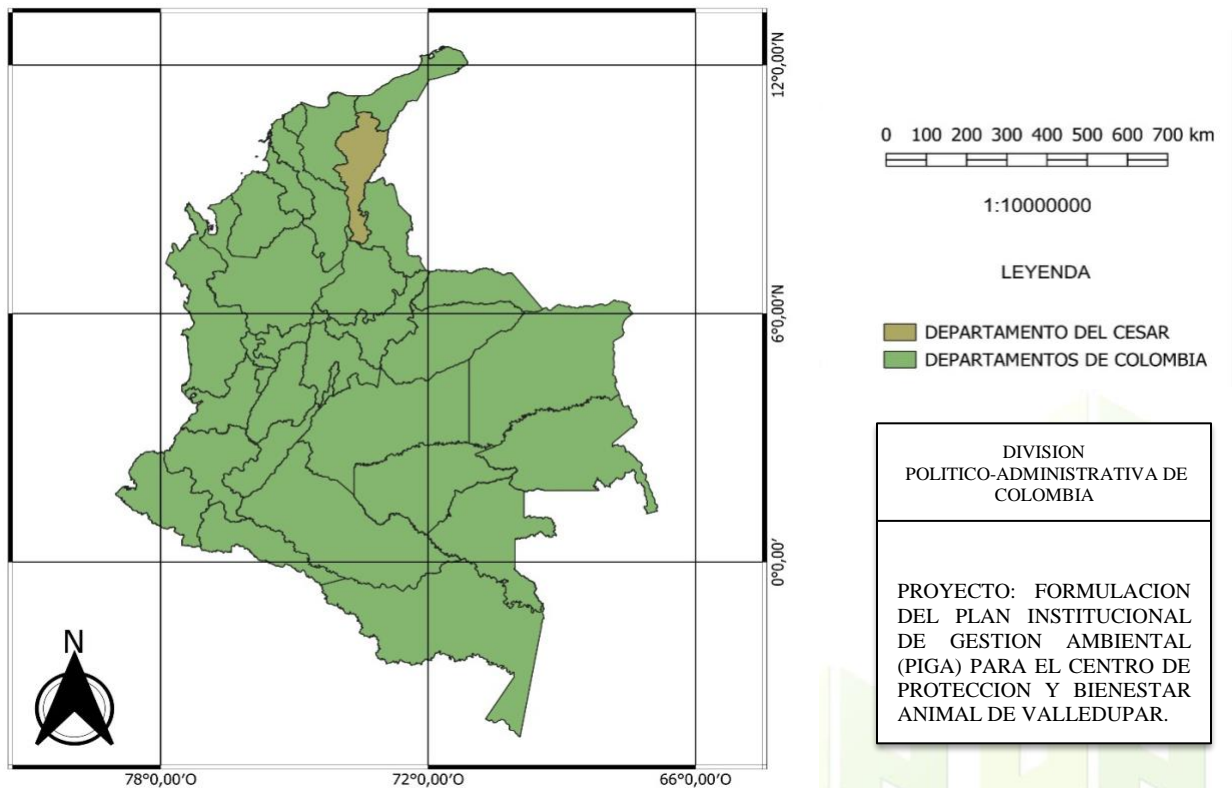 12°0,00'N
6°0,00'N
0°0,00'
78°0,00'O
72°0,00'O
66°0,00'O
N
0 100 200 300 400 500 600 700 km
1:10000000
LEYENDA
DEPARTAMENTO DEL CESAR
DEPARTAMENTOS DE COLOMBIA
DIVISION
POLITICO-ADMINISTRATIVA DE
COLOMBIA
PROYECTO: FORMULACION
DEL PLAN INSTITUCIONAL
DE GESTION AMBIENTAL
(PIGA) PARA EL CENTRO DE
PROTECCION Y BIENESTAR
ANIMAL DE VALLEDUPAR.